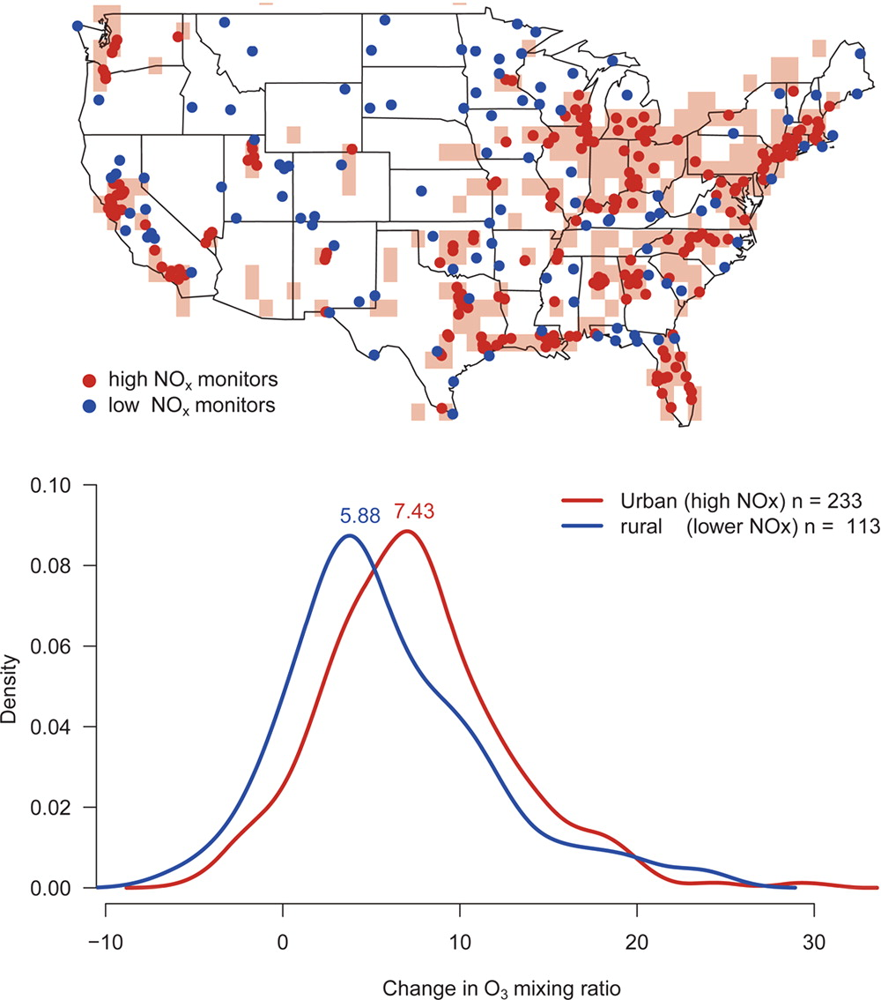 high NOx monitors
low NOx monitors
5.88 7.43
Urban (high NOx) n = 233
rural (lower NOx) n = 113
0.10
0.08
0.06
0.04
0.02
0.00
Density
−10 0 10 20 30
Change in O3 mixing ratio